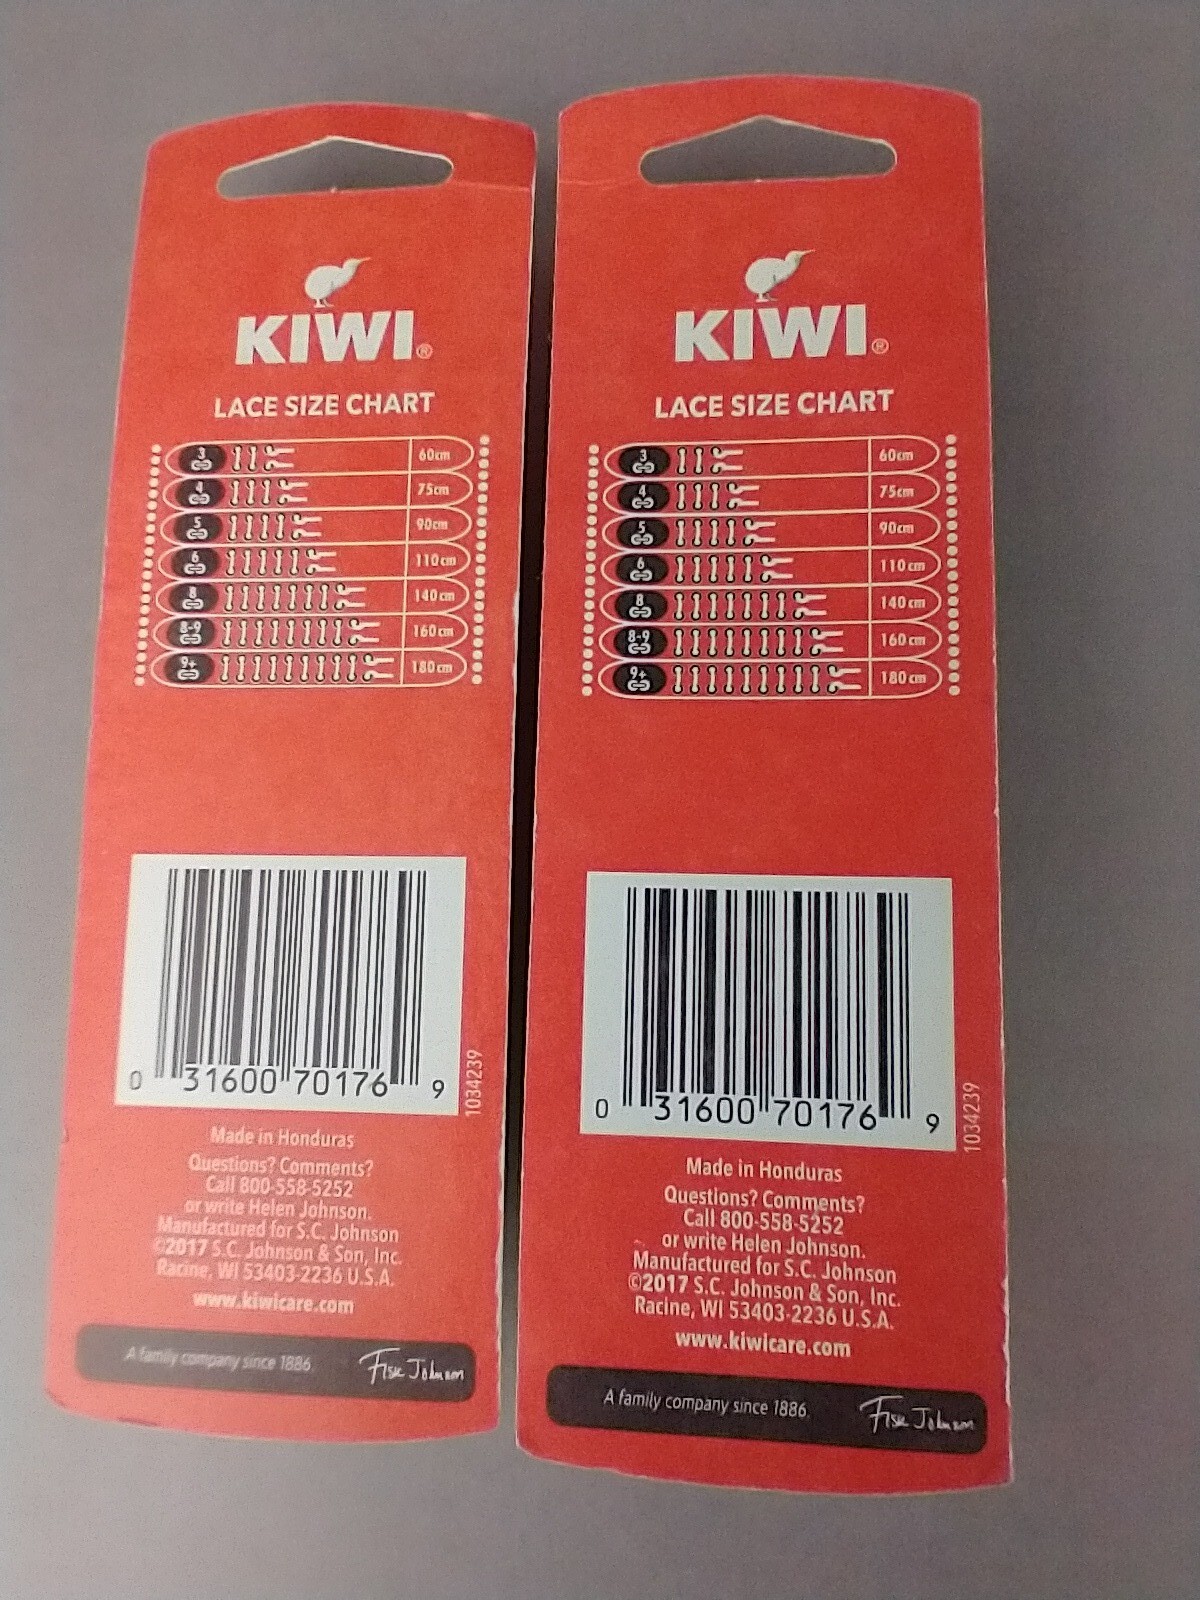 KIWI®
LACE SIZE CHART
3 60cm
4 75cm
5 90cm
6 110cm
8 140cm
8-9 160cm
9+ 180cm
0 31600 70176 9
1034239
Made in Honduras
Questions? Comments?
Call 800-558-5252
or write Helen Johnson.
Manufactured for S.C. Johnson
©2017 S.C. Johnson & Son, Inc.
Racine, WI 53403-2236 U.S.A.
www.kiwicare.com
A family company since 1886 Fisk Johnson
KIWI®
LACE SIZE CHART
3 60cm
4 75cm
5 90cm
6 110cm
8 140cm
8-9 160cm
9+ 180cm
0 31600 70176 9
1034239
Made in Honduras
Questions? Comments?
Call 800-558-5252
or write Helen Johnson.
Manufactured for S.C. Johnson
©2017 S.C. Johnson & Son, Inc.
Racine, WI 53403-2236 U.S.A.
www.kiwicare.com
A family company since 1886 Fisk Johnson